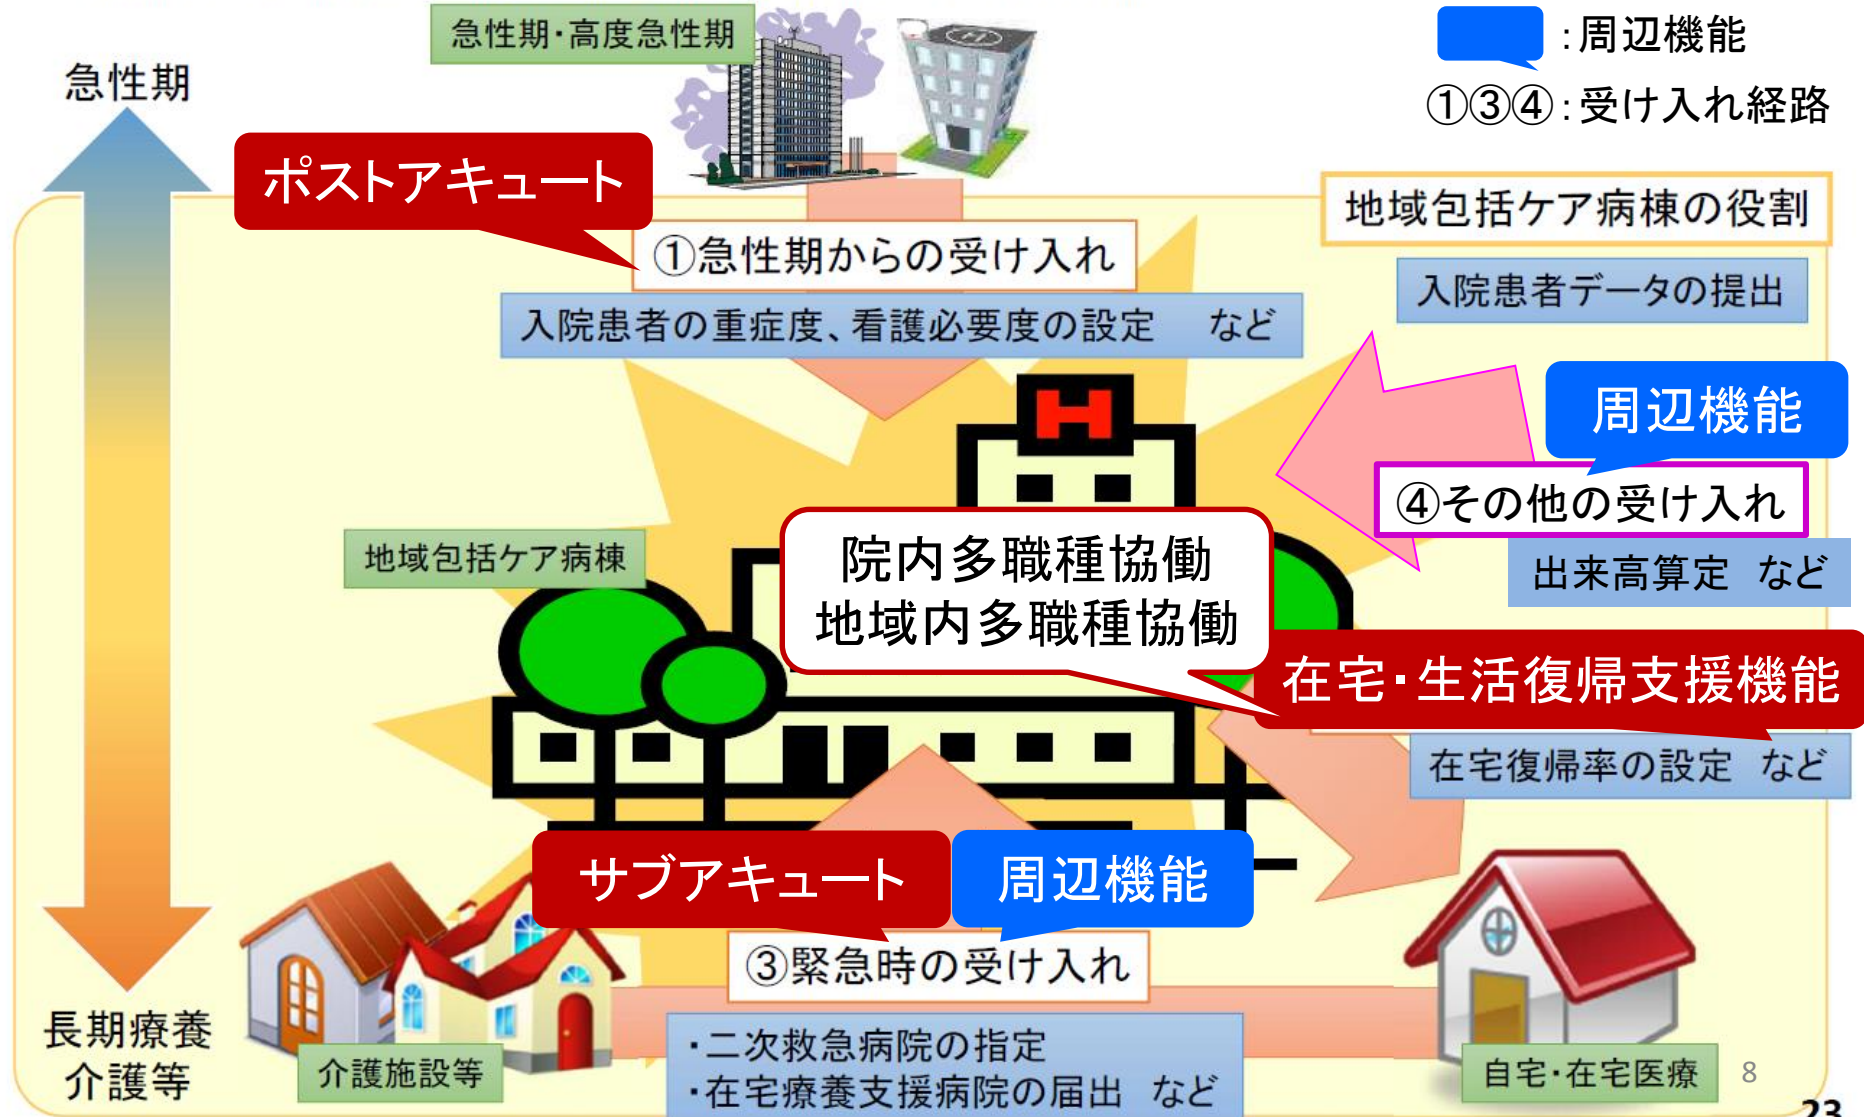 急性期・高度急性期
:周辺機能
①③④:受け入れ経路
急性期
ポストアキュート
地域包括ケア病棟の役割
①急性期からの受け入れ
入院患者データの提出
入院患者の重症度、看護必要度の設定 など
周辺機能
H
④その他の受け入れ
地域包括ケア病棟
院内多職種協働
地域内多職種協働
出来高算定 など
在宅・生活復帰支援機能
在宅復帰率の設定 など
サブアキュート
周辺機能
③緊急時の受け入れ
長期療養
介護等
介護施設等
・二次救急病院の指定
・在宅療養支援病院の届出 など
自宅・在宅医療
8
23